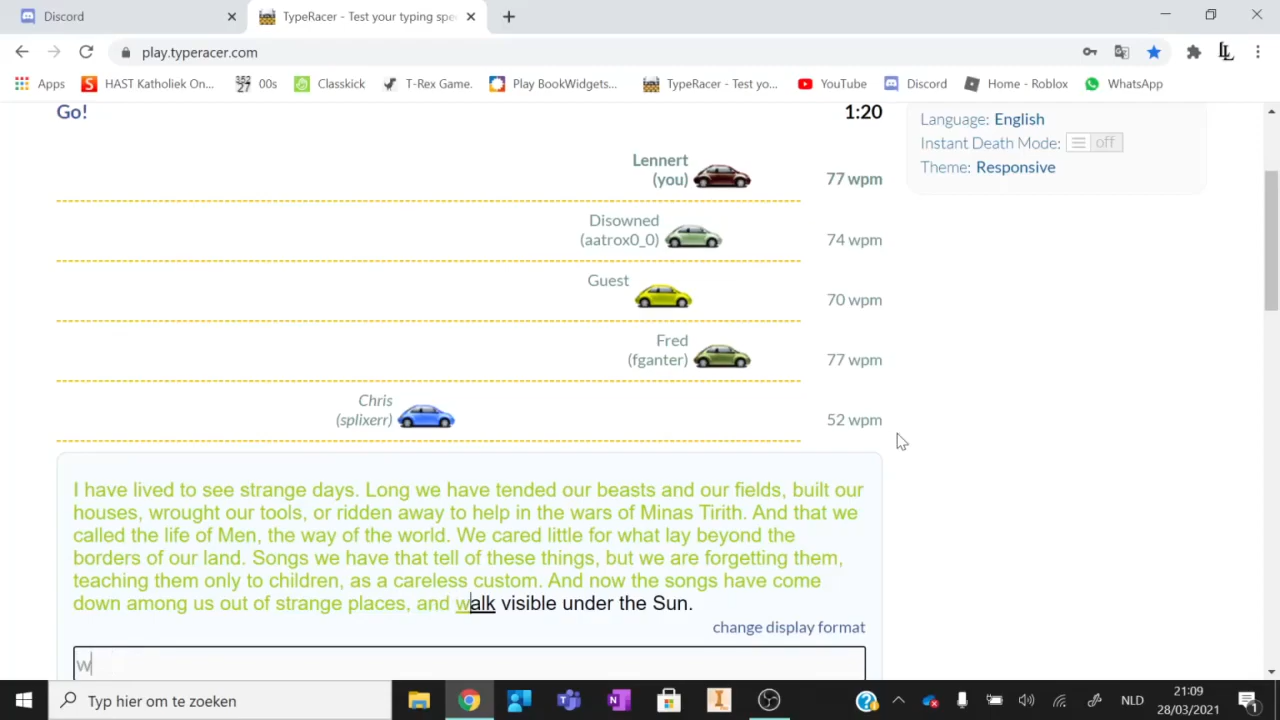 Discord
TypeRacer - Test your typing spe
play.typeracer.com
Apps
HAST Katholiek On...
00s
Classkick
T-Rex Game.
Play BookWidgets...
TypeRacer - Test yo...
YouTube
Discord
Home - Roblox
WhatsApp
Go!
1:20
Language: English
Instant Death Mode: off
Theme: Responsive
Lennert
(you)
77 wpm
Disowned
(aatrox0_0)
74 wpm
Guest
70 wpm
Fred
(fganter)
77 wpm
Chris
(splixerr)
52 wpm
I have lived to see strange days. Long we have tended our beasts and our fields, built our
houses, wrought our tools, or ridden away to help in the wars of Minas Tirith. And that we
called the life of Men, the way of the world. We cared little for what lay beyond the
borders of our land. Songs we have that tell of these things, but we are forgetting them,
teaching them only to children, as a careless custom. And now the songs have come
down among us out of strange places, and walk visible under the Sun.
change display format
w
Typ hier om te zoeken
NLD
21:09
28/03/2021
1